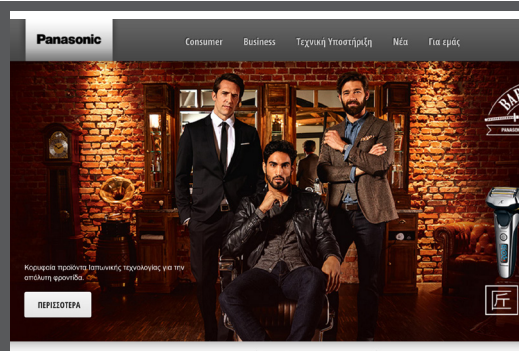 Panasonic
Consumer Business Τεχνική Υποστήριξη Νέα Για εμάς
Κορυφαία προϊόντα Ιαπωνικής τεχνολογίας για την
απόλυτη φροντίδα.
ΠΕΡΙΣΣΟΤΕΡΑ
匠